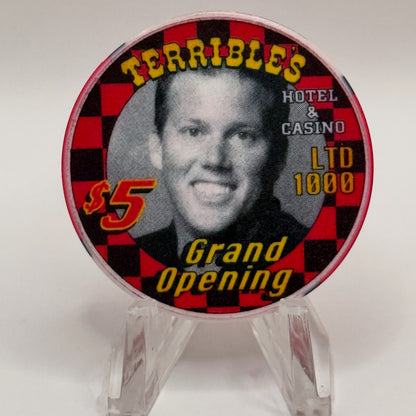 TERRIBLE'S
HOTEL
&
CASINO
LTD
1000
$5
Grand
Opening